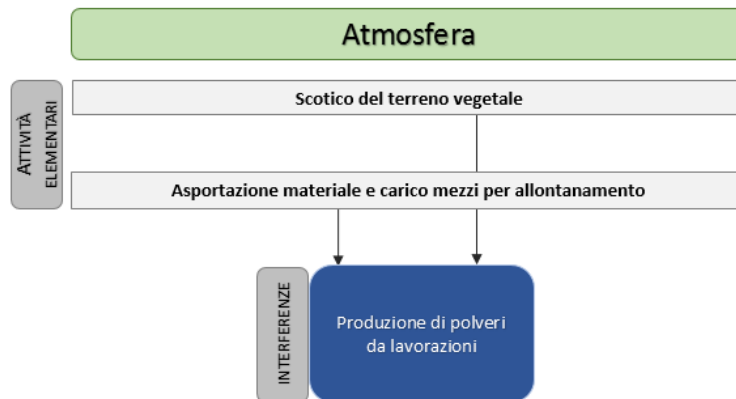 Atmosfera
ATTIVITÀ
ELEMENTARI
Scotico del terreno vegetale
Asportazione materiale e carico mezzi per allontanamento
INTERFERENZE
Produzione di polveri
da lavorazioni